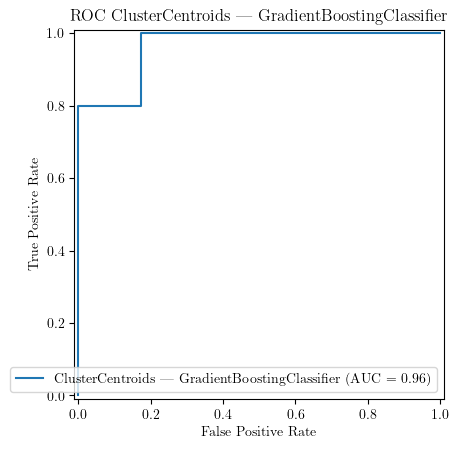 ROC ClusterCentroids — GradientBoostingClassifier
1.0
0.8
0.6
0.4
0.2
0.0
True Positive Rate
ClusterCentroids — GradientBoostingClassifier (AUC = 0.96)
0.0 0.2 0.4 0.6 0.8 1.0
False Positive Rate